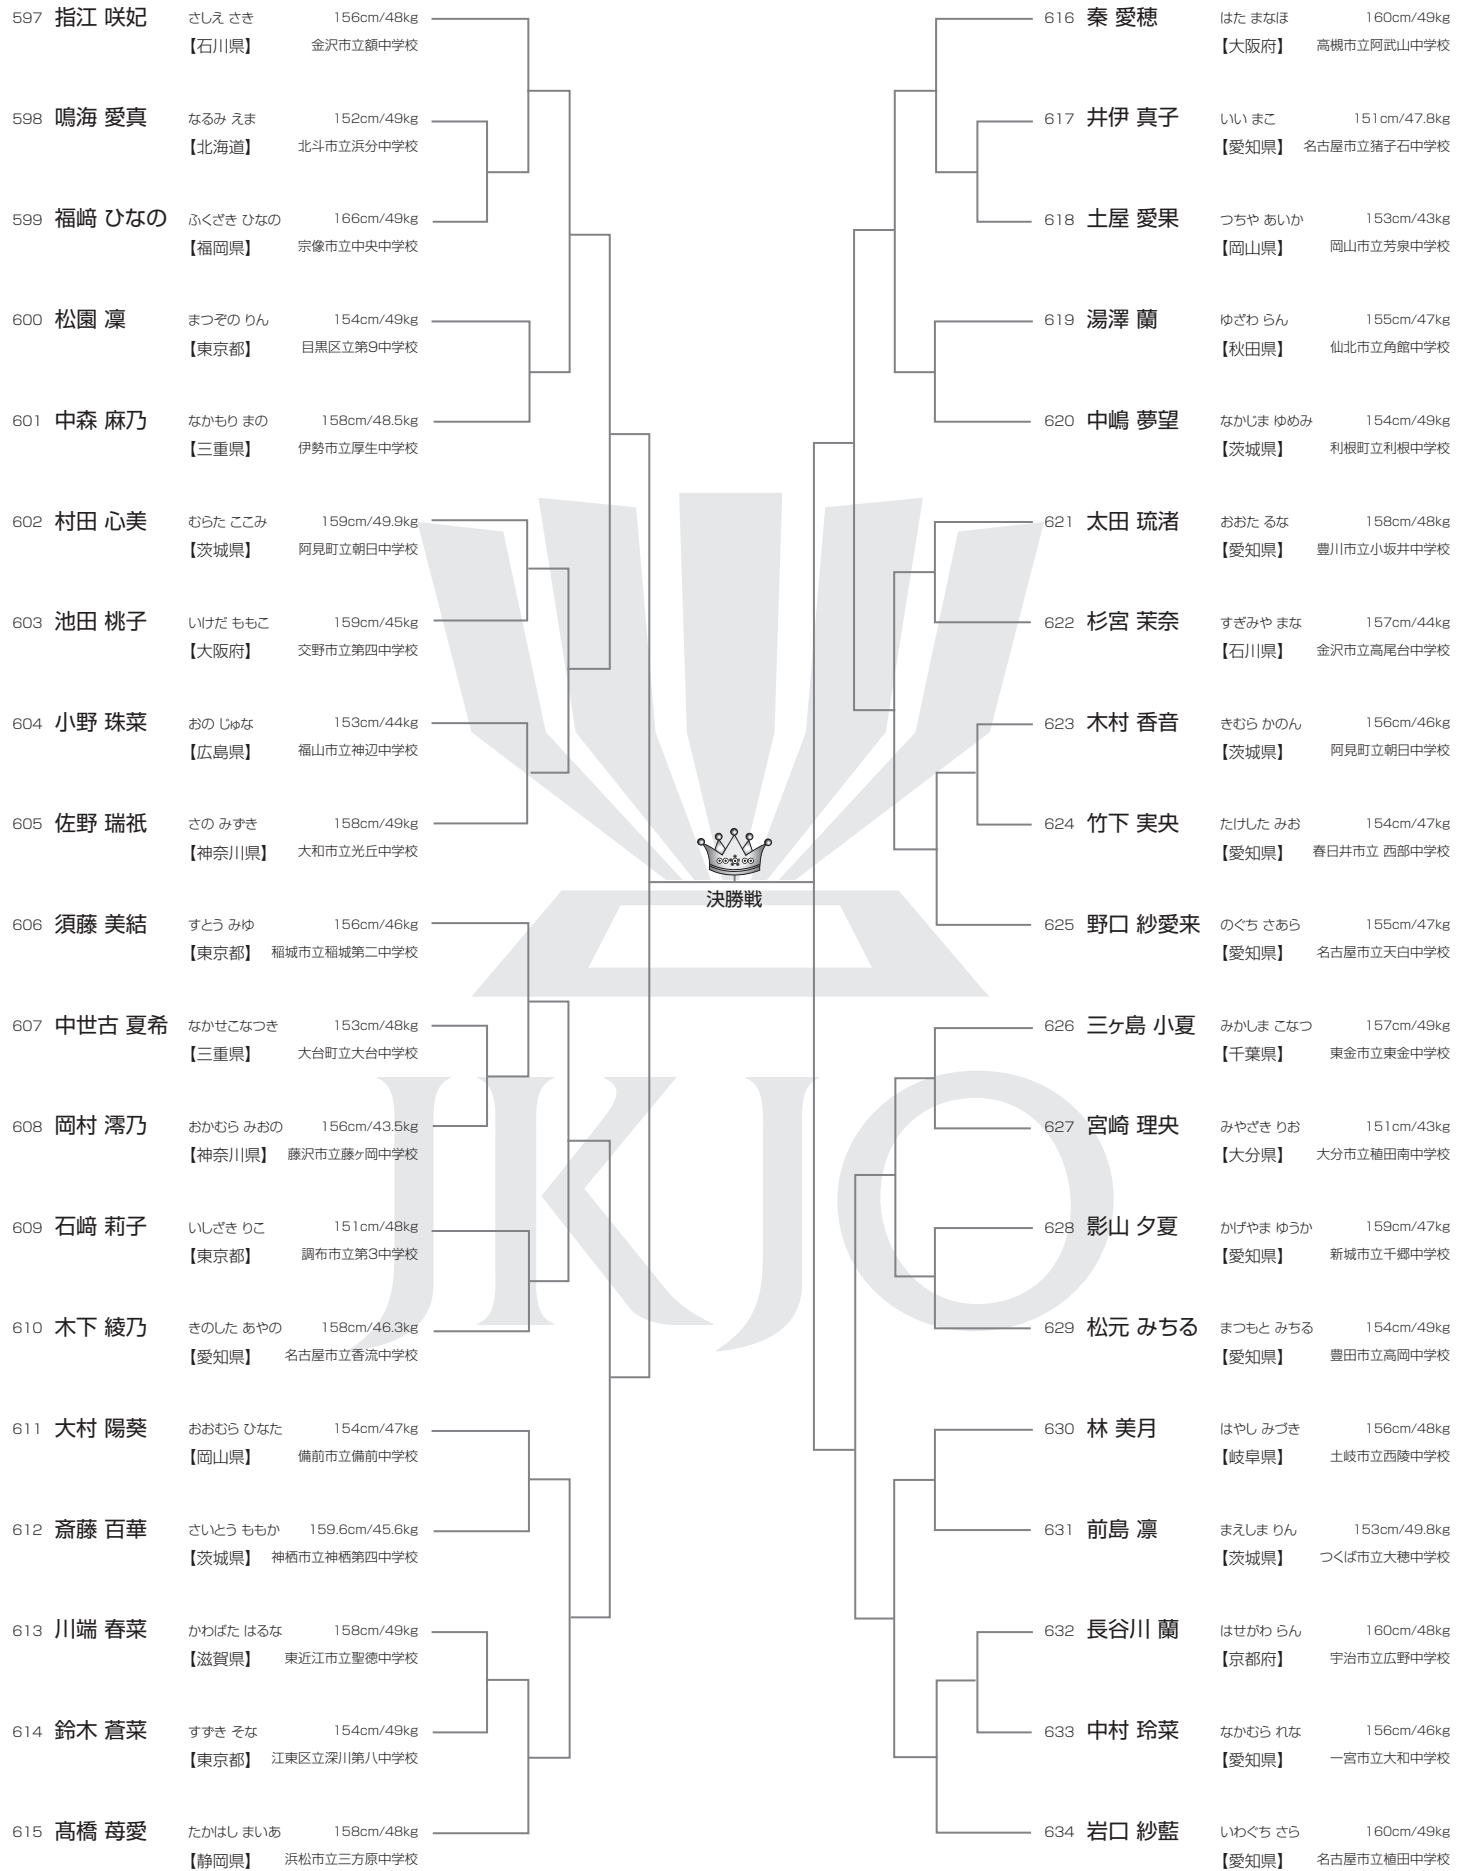 597 指江 咲妃 さしえ さき 156cm/48kg
【石川県】 金沢市立額中学校
598 鳴海 愛真 なるみ えま 152cm/49kg
【北海道】 北斗市立浜分中学校
599 福﨑 ひなの ふくざき ひなの 166cm/49kg
【福岡県】 宗像市立中央中学校
600 松園 凜 まつぞの りん 154cm/49kg
【東京都】 目黒区立第9中学校
601 中森 麻乃 なかもり まの 158cm/48.5kg
【三重県】 伊勢市立厚生中学校
602 村田 心美 むらた ここみ 159cm/49.9kg
【茨城県】 阿見町立朝日中学校
603 池田 桃子 いけだ ももこ 159cm/45kg
【大阪府】 交野市立第四中学校
604 小野 珠菜 おの じゅな 153cm/44kg
【広島県】 福山市立神辺中学校
605 佐野 瑞祇 さの みずき 158cm/49kg
【神奈川県】 大和市立光丘中学校
606 須藤 美結 すとう みゆ 156cm/46kg
【東京都】 稲城市立稲城第二中学校
607 中世古 夏希 なかせこなつき 153cm/48kg
【三重県】 大台町立大台中学校
608 岡村 澪乃 おかむら みおの 156cm/43.5kg
【神奈川県】 藤沢市立藤ヶ岡中学校
609 石﨑 莉子 いしざき りこ 151cm/48kg
【東京都】 調布市立第3中学校
610 木下 綾乃 きのした あやの 158cm/46.3kg
【愛知県】 名古屋市立香流中学校
611 大村 陽葵 おおむら ひなた 154cm/47kg
【岡山県】 備前市立備前中学校
612 斎藤 百華 さいとう ももか 159.6cm/45.6kg
【茨城県】 神栖市立神栖第四中学校
613 川端 春菜 かわばた はるな 158cm/49kg
【滋賀県】 東近江市立聖徳中学校
614 鈴木 蒼菜 すずき そな 154cm/49kg
【東京都】 江東区立深川第八中学校
615 髙橋 苺愛 たかはし まいあ 158cm/48kg
【静岡県】 浜松市立三方原中学校
決勝戦
JKJO
616 秦 愛穂 はた まなほ 160cm/49kg
【大阪府】 高槻市立阿武山中学校
617 井伊 真子 いい まこ 151cm/47.8kg
【愛知県】 名古屋市立猪子石中学校
618 土屋 愛果 つちや あいか 153cm/43kg
【岡山県】 岡山市立芳泉中学校
619 湯澤 蘭 ゆざわ らん 155cm/47kg
【秋田県】 仙北市立角館中学校
620 中嶋 夢望 なかじま ゆめみ 154cm/49kg
【茨城県】 利根町立利根中学校
621 太田 琉渚 おおた るな 158cm/48kg
【愛知県】 豊川市立小坂井中学校
622 杉宮 茉奈 すぎみや まな 157cm/44kg
【石川県】 金沢市立高尾台中学校
623 木村 香音 きむら かのん 156cm/46kg
【茨城県】 阿見町立朝日中学校
624 竹下 実央 たけした みお 154cm/47kg
【愛知県】 春日井市立 西部中学校
625 野口 紗愛来 のぐち さあら 155cm/47kg
【愛知県】 名古屋市立天白中学校
626 三ヶ島 小夏 みかしま こなつ 157cm/49kg
【千葉県】 東金市立東金中学校
627 宮崎 理央 みやざき りお 151cm/43kg
【大分県】 大分市立稙田南中学校
628 影山 夕夏 かげやま ゆうか 159cm/47kg
【愛知県】 新城市立千郷中学校
629 松元 みちる まつもと みちる 154cm/49kg
【愛知県】 豊田市立高岡中学校
630 林 美月 はやし みづき 156cm/48kg
【岐阜県】 土岐市立西陵中学校
631 前島 凛 まえしま りん 153cm/49.8kg
【茨城県】 つくば市立大穂中学校
632 長谷川 蘭 はせがわ らん 160cm/48kg
【京都府】 宇治市立広野中学校
633 中村 玲菜 なかむら れな 156cm/46kg
【愛知県】 一宮市立大和中学校
634 岩口 紗藍 いわぐち さら 160cm/49kg
【愛知県】 名古屋市立植田中学校